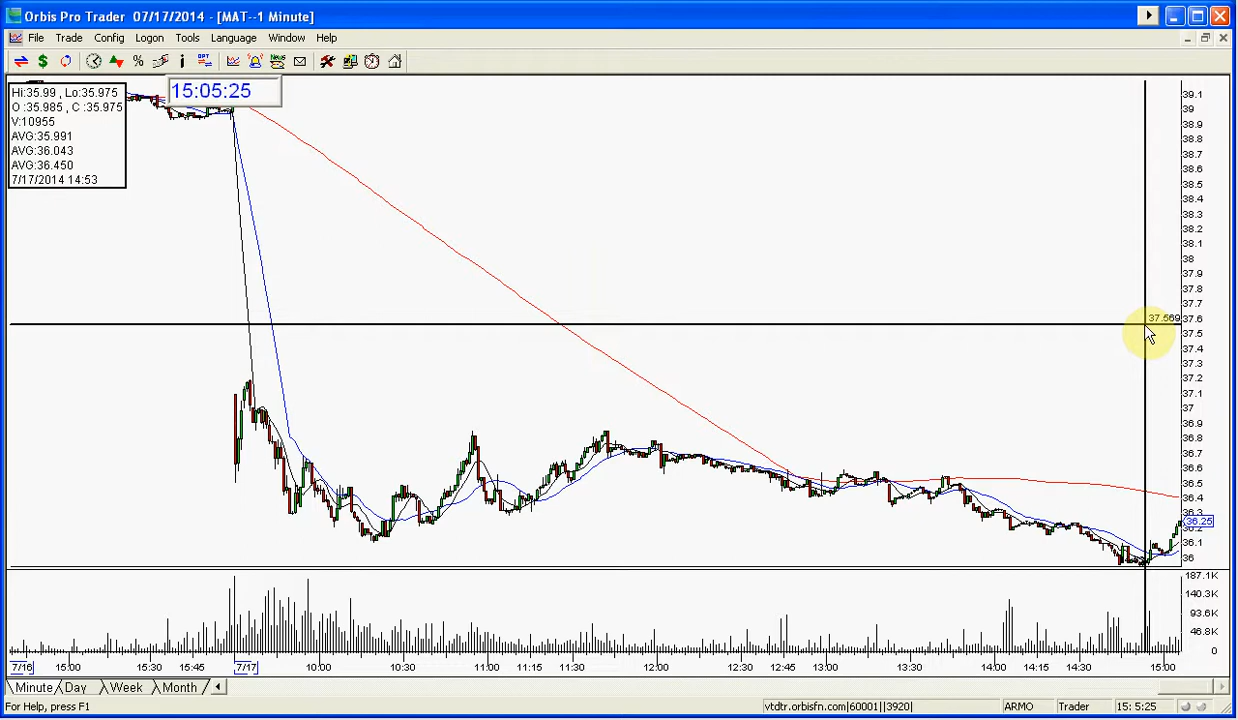 Orbis Pro Trader 07/17/2014 - [MAT--1 Minute]
File Trade Config Logon Tools Language Window Help
15:05:25
Hi:35.99 , Lo:35.975
O :35.985 , C :35.975
V:10955
AVG:35.991
AVG:36.043
AVG:36.450
7/17/2014 14:53
39.1
39
38.9
38.8
38.7
38.6
38.5
38.4
38.3
38.2
38.1
38
37.9
37.8
37.7
37.569 37.6
37.5
37.4
37.3
37.2
37.1
37
36.9
36.8
36.7
36.6
36.5
36.4
36.3
36.25
36.2
36.1
36
187.1K
140.3K
93.6K
46.8K
0
7/16 15:00 15:30 15:45 7/17 10:00 10:30 11:00 11:15 11:30 12:00 12:30 12:45 13:00 13:30 14:00 14:15 14:30 15:00
Minute Day Week Month
For Help, press F1 vtdtr.orbisfn.com|60001||3920| ARMO Trader 15: 5:25